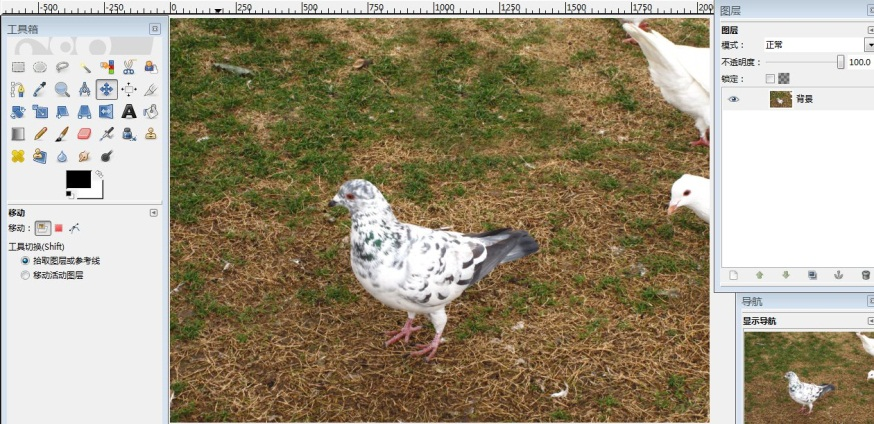 -500
-250
0
250
500
750
1000
1250
1500
1750
200
工具箱
移动
移动：
工具切换(Shift)
拾取图层或参考线
移动活动图层
图层
图层
模式： 正常
不透明度： 100.0
锁定：
背景
导航
显示导航